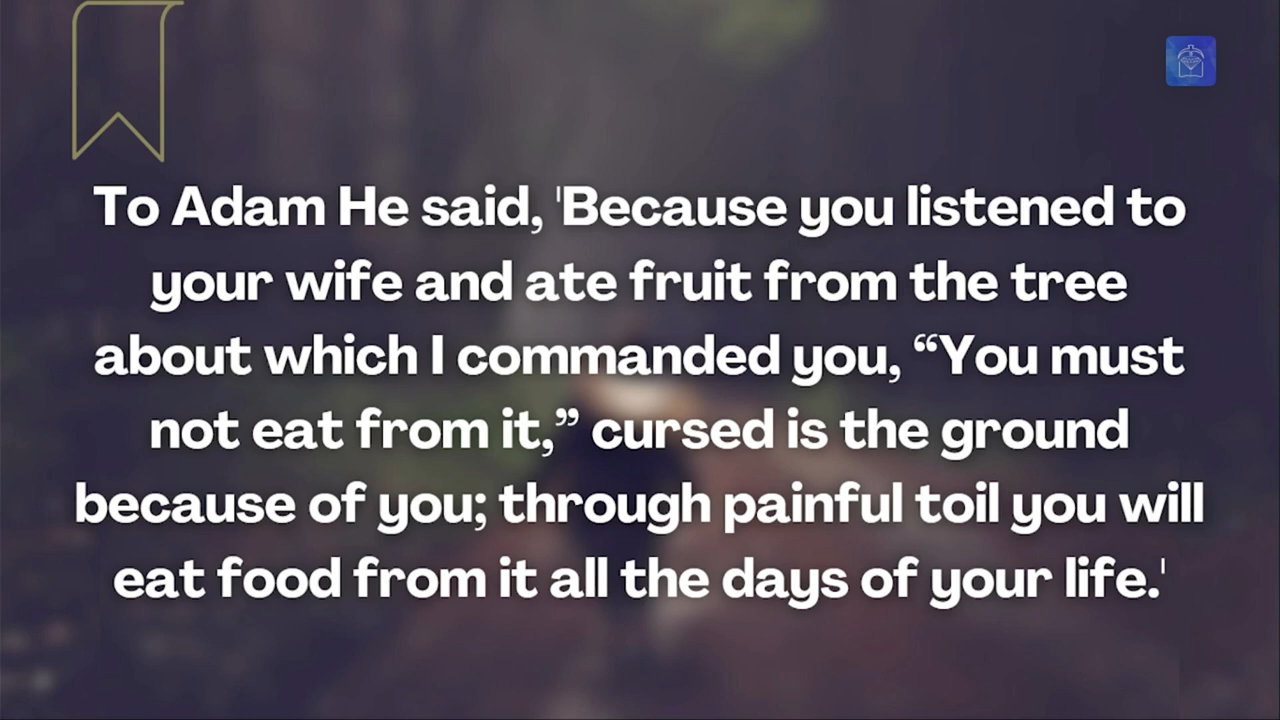 To Adam He said, 'Because you listened to
your wife and ate fruit from the tree
about which I commanded you, “You must
not eat from it,” cursed is the ground
because of you; through painful toil you will
eat food from it all the days of your life.'